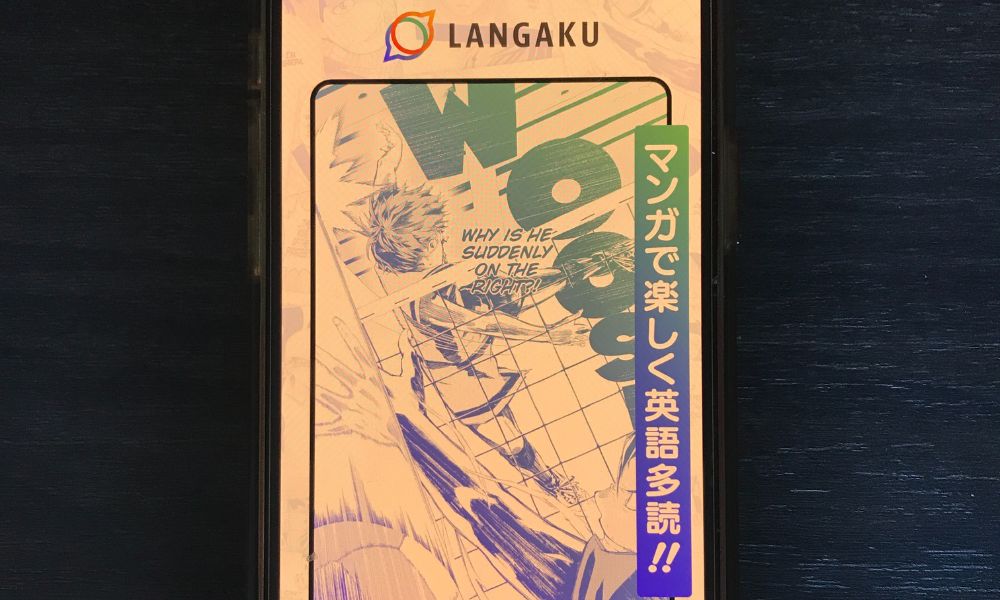 LANGAKU
WHY IS HE
SUDDENLY
ON THE
RIGHT?!
マンガで楽しく英語多読!!